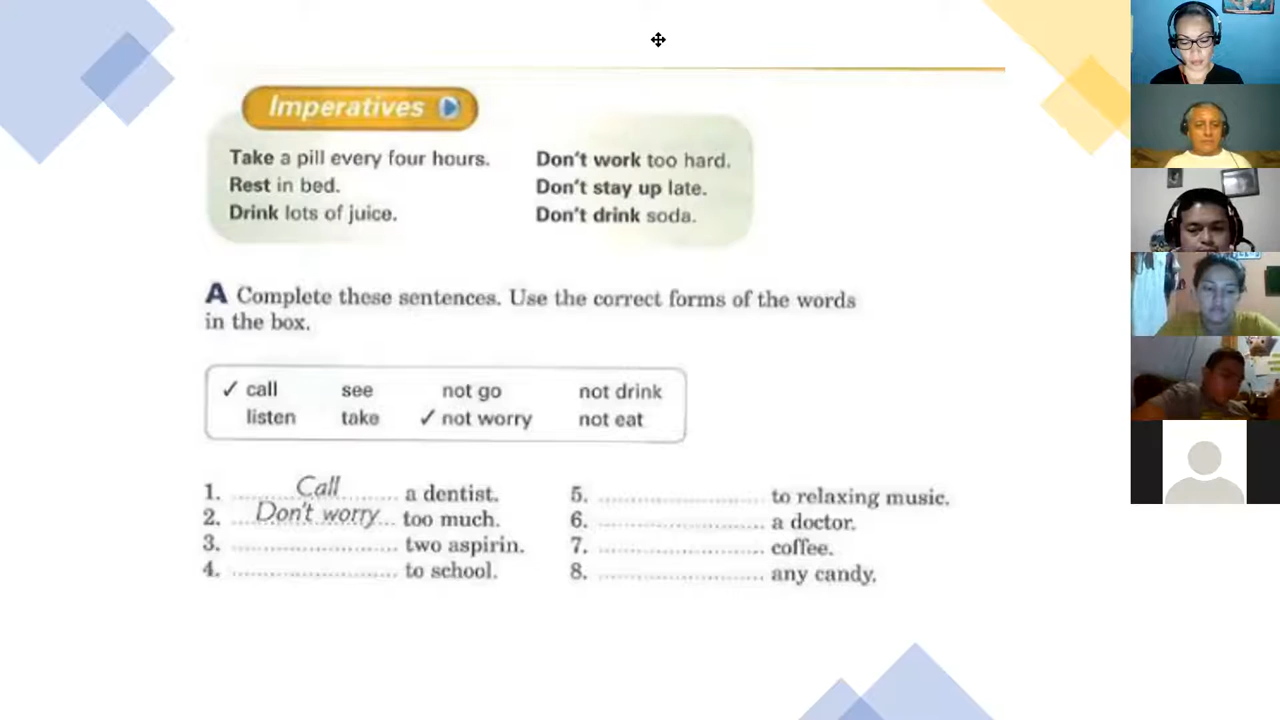 Imperatives
Take a pill every four hours.
Rest in bed.
Drink lots of juice.
Don't work too hard.
Don't stay up late.
Don't drink soda.
A Complete these sentences. Use the correct forms of the words
in the box.
✓ call see not go not drink
listen take ✓ not worry not eat
1. Call a dentist.
2. Don't worry too much.
3. .......................... two aspirin.
4. .......................... to school.
5. .......................... to relaxing music.
6. .......................... a doctor.
7. .......................... coffee.
8. .......................... any candy.